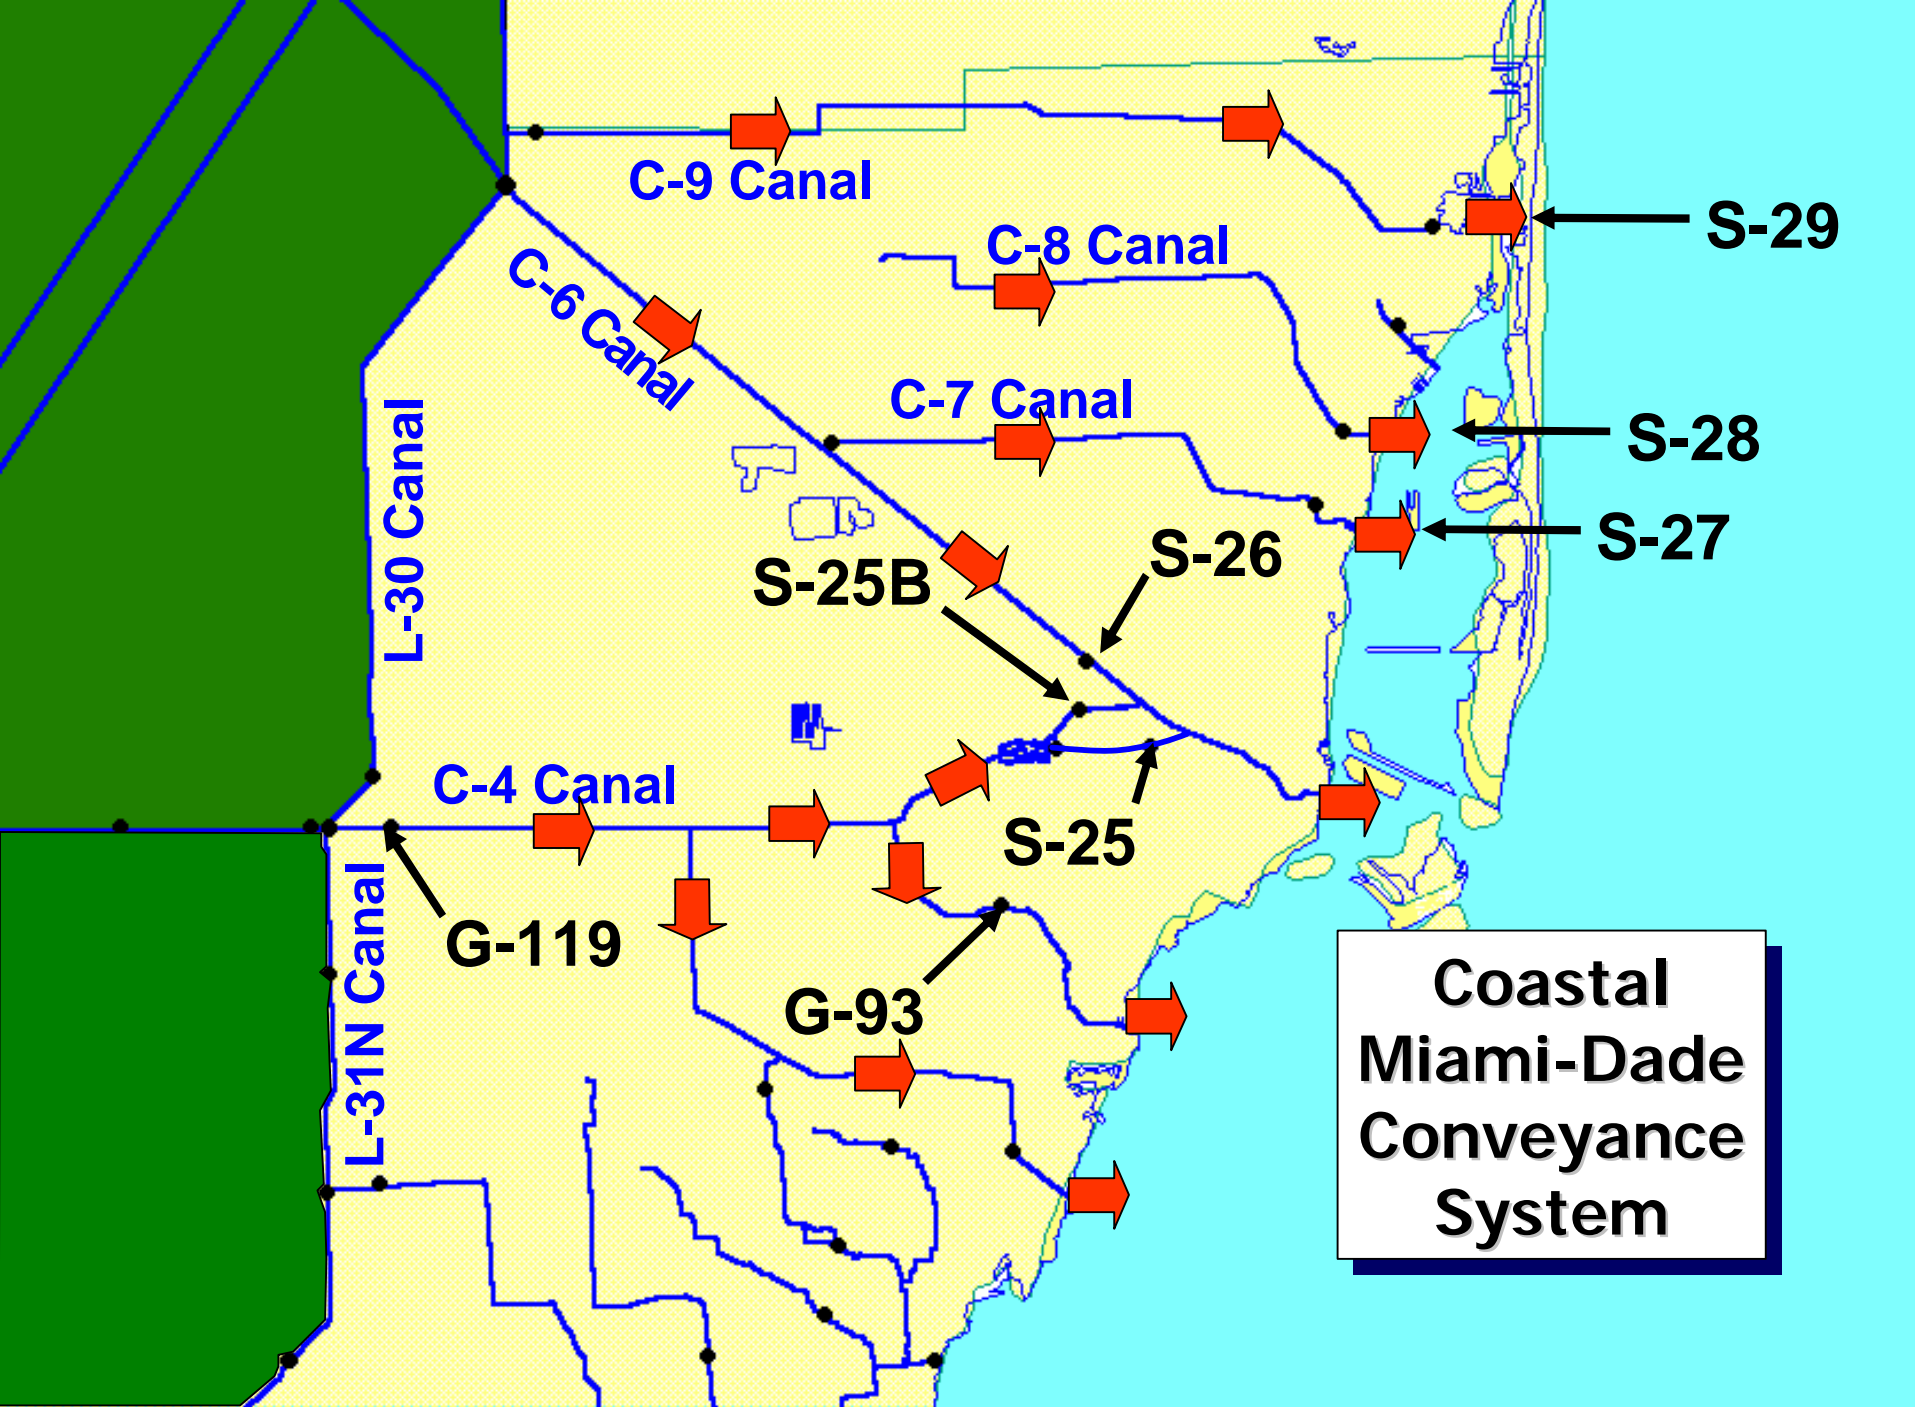 C-9 Canal
S-29
C-8 Canal
C-6 Canal
C-7 Canal
L-30 Canal
S-28
S-27
S-26
S-25B
C-4 Canal
S-25
G-119
L-31N Canal
G-93
Coastal
Miami-Dade
Conveyance
System